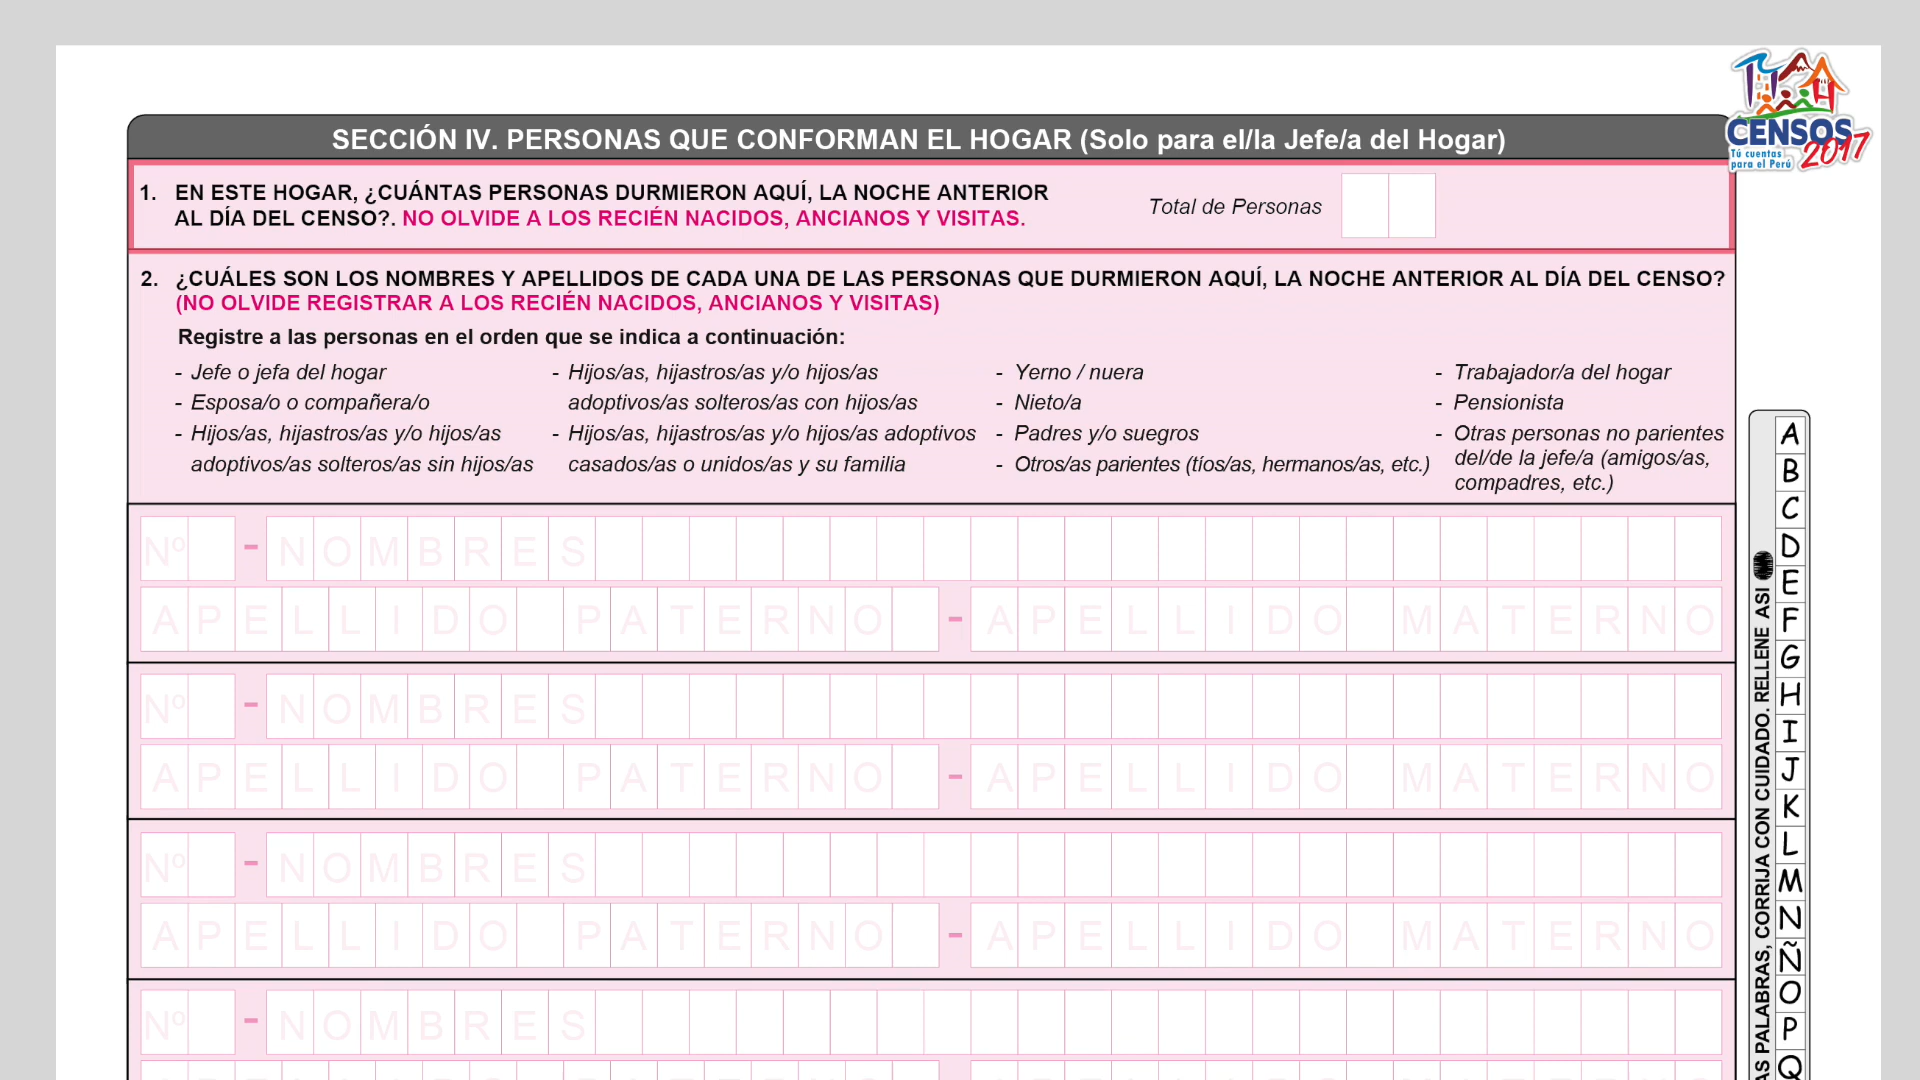 CENSOS
2017
Tú cuentas
para el Perú
SECCIÓN IV. PERSONAS QUE CONFORMAN EL HOGAR (Solo para el/la Jefe/a del Hogar)
1. EN ESTE HOGAR, ¿CUÁNTAS PERSONAS DURMIERON AQUÍ, LA NOCHE ANTERIOR
AL DÍA DEL CENSO?. NO OLVIDE A LOS RECIÉN NACIDOS, ANCIANOS Y VISITAS.
Total de Personas
2. ¿CUÁLES SON LOS NOMBRES Y APELLIDOS DE CADA UNA DE LAS PERSONAS QUE DURMIERON AQUÍ, LA NOCHE ANTERIOR AL DÍA DEL CENSO?
(NO OLVIDE REGISTRAR A LOS RECIÉN NACIDOS, ANCIANOS Y VISITAS)
Registre a las personas en el orden que se indica a continuación:
- Jefe o jefa del hogar
- Esposa/o o compañera/o
- Hijos/as, hijastros/as y/o hijos/as
adoptivos/as solteros/as sin hijos/as
- Hijos/as, hijastros/as y/o hijos/as
adoptivos/as solteros/as con hijos/as
- Hijos/as, hijastros/as y/o hijos/as adoptivos
casados/as o unidos/as y su familia
- Yerno / nuera
- Nieto/a
- Padres y/o suegros
- Otros/as parientes (tíos/as, hermanos/as, etc.)
- Trabajador/a del hogar
- Pensionista
- Otras personas no parientes
del/de la jefe/a (amigos/as,
compadres, etc.)
Nº - NOMBRES
APELLIDO PATERNO - APELLIDO MATERNO
Nº - NOMBRES
APELLIDO PATERNO - APELLIDO MATERNO
Nº - NOMBRES
APELLIDO PATERNO - APELLIDO MATERNO
Nº - NOMBRES
PALABRAS, CORRIJA CON CUIDADO. RELLENE ASI
A
B
C
D
E
F
G
H
I
J
K
L
M
N
Ñ
O
P
Q